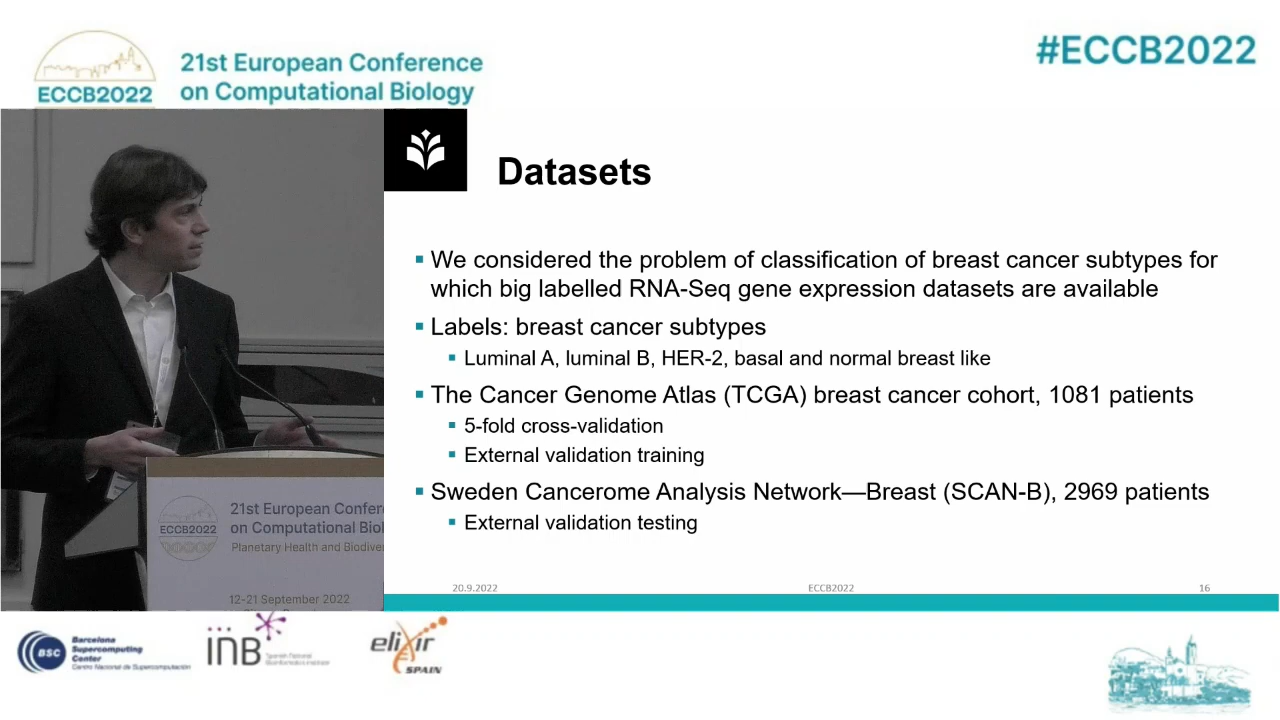 ECCB2022
21st European Conference
on Computational Biology
#ECCB2022
Datasets
We considered the problem of classification of breast cancer subtypes for
which big labelled RNA-Seq gene expression datasets are available
Labels: breast cancer subtypes
Luminal A, luminal B, HER-2, basal and normal breast like
The Cancer Genome Atlas (TCGA) breast cancer cohort, 1081 patients
5-fold cross-validation
External validation training
Sweden Cancerome Analysis Network—Breast (SCAN-B), 2969 patients
External validation testing
20.9.2022
ECCB2022
16
ECCB2022
21st European Confer
on Computational Biol
Planetary Health and Biodiver
12-21 September 2022
BSC
Barcelona
Supercomputing
Center
Centro Nacional de Supercomputación
inB
Spanish National
Bioinformatics Institute
elixir
SPAIN